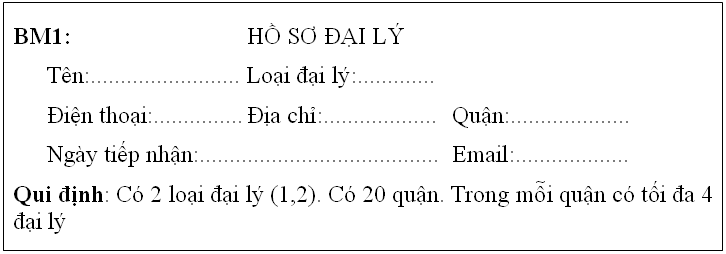 BM1: HỒ SƠ ĐẠI LÝ
Tên:......................... Loại đại lý:.............
Điện thoại:............... Địa chỉ:................... Quận:....................
Ngày tiếp nhận:........................................ Email:...................
Qui định: Có 2 loại đại lý (1,2). Có 20 quận. Trong mỗi quận có tối đa 4
đại lý